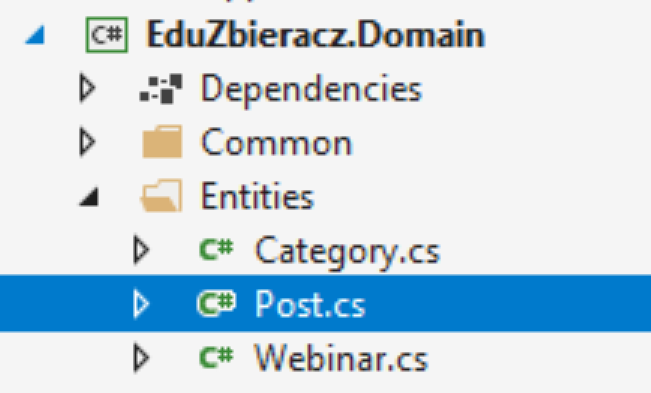 C# EduZbieracz.Domain
Dependencies
Common
Entities
C# Category.cs
C# Post.cs
C# Webinar.cs